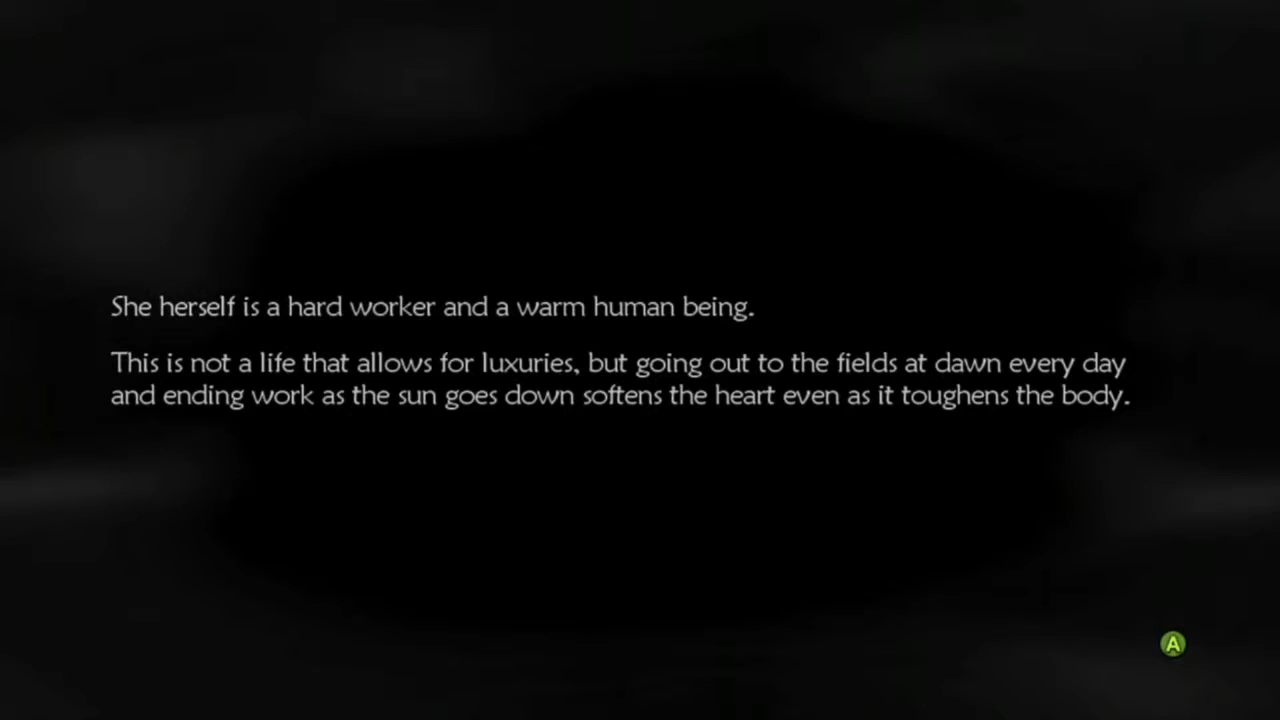 She herself is a hard worker and a warm human being.
This is not a life that allows for luxuries, but going out to the fields at dawn every day
and ending work as the sun goes down softens the heart even as it toughens the body.
A